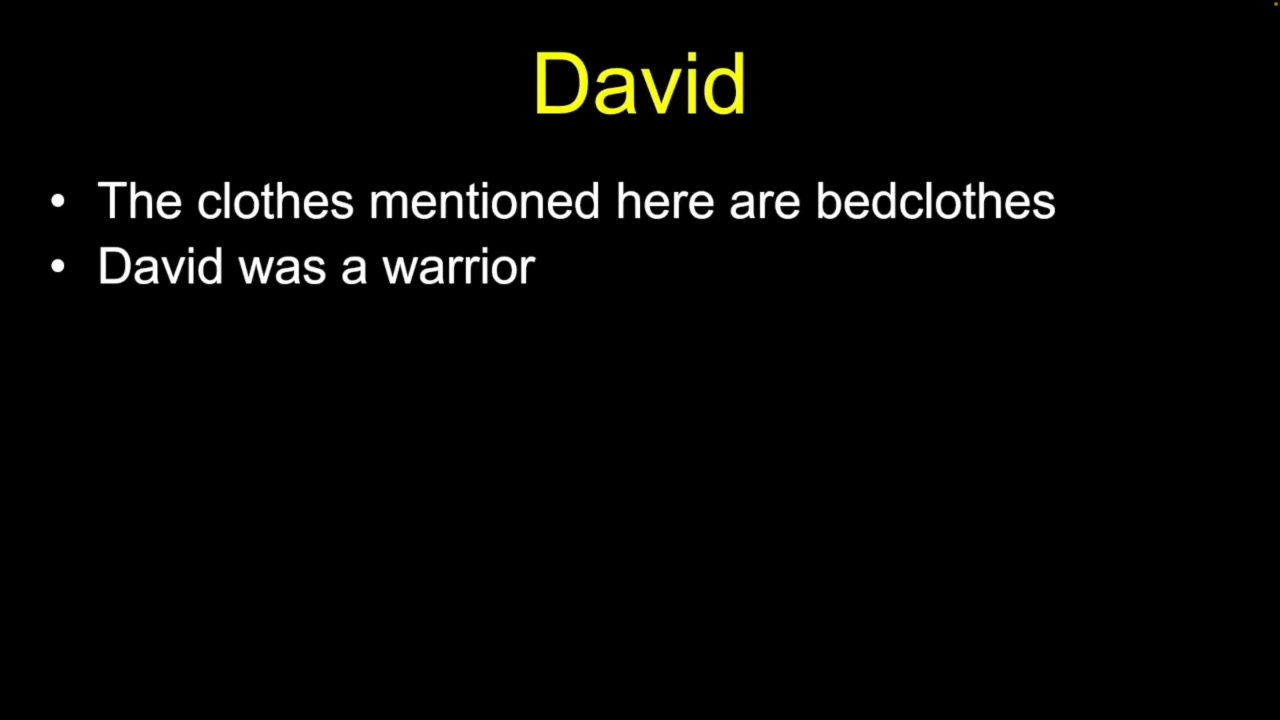 David
• The clothes mentioned here are bedclothes
• David was a warrior